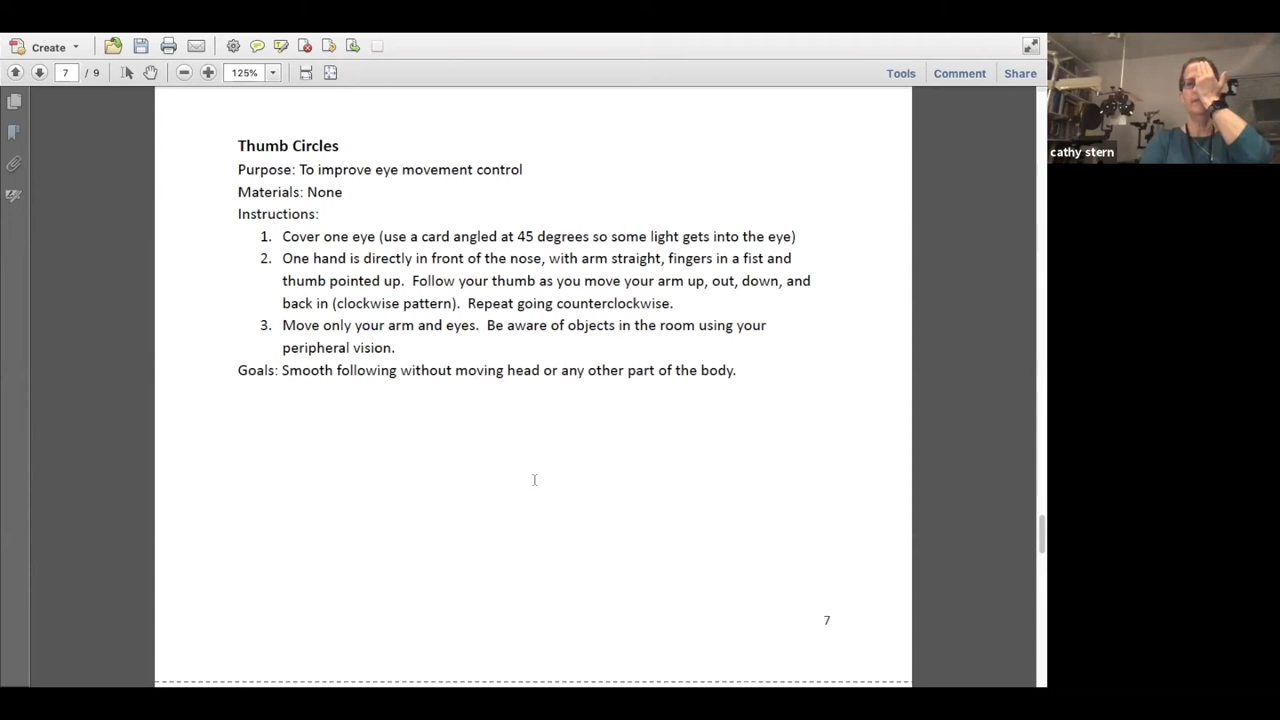 Create
7 / 9
125%
Tools
Comment
Share
cathy stern
Thumb Circles
Purpose: To improve eye movement control
Materials: None
Instructions:
1. Cover one eye (use a card angled at 45 degrees so some light gets into the eye)
2. One hand is directly in front of the nose, with arm straight, fingers in a fist and
thumb pointed up. Follow your thumb as you move your arm up, out, down, and
back in (clockwise pattern). Repeat going counterclockwise.
3. Move only your arm and eyes. Be aware of objects in the room using your
peripheral vision.
Goals: Smooth following without moving head or any other part of the body.
7